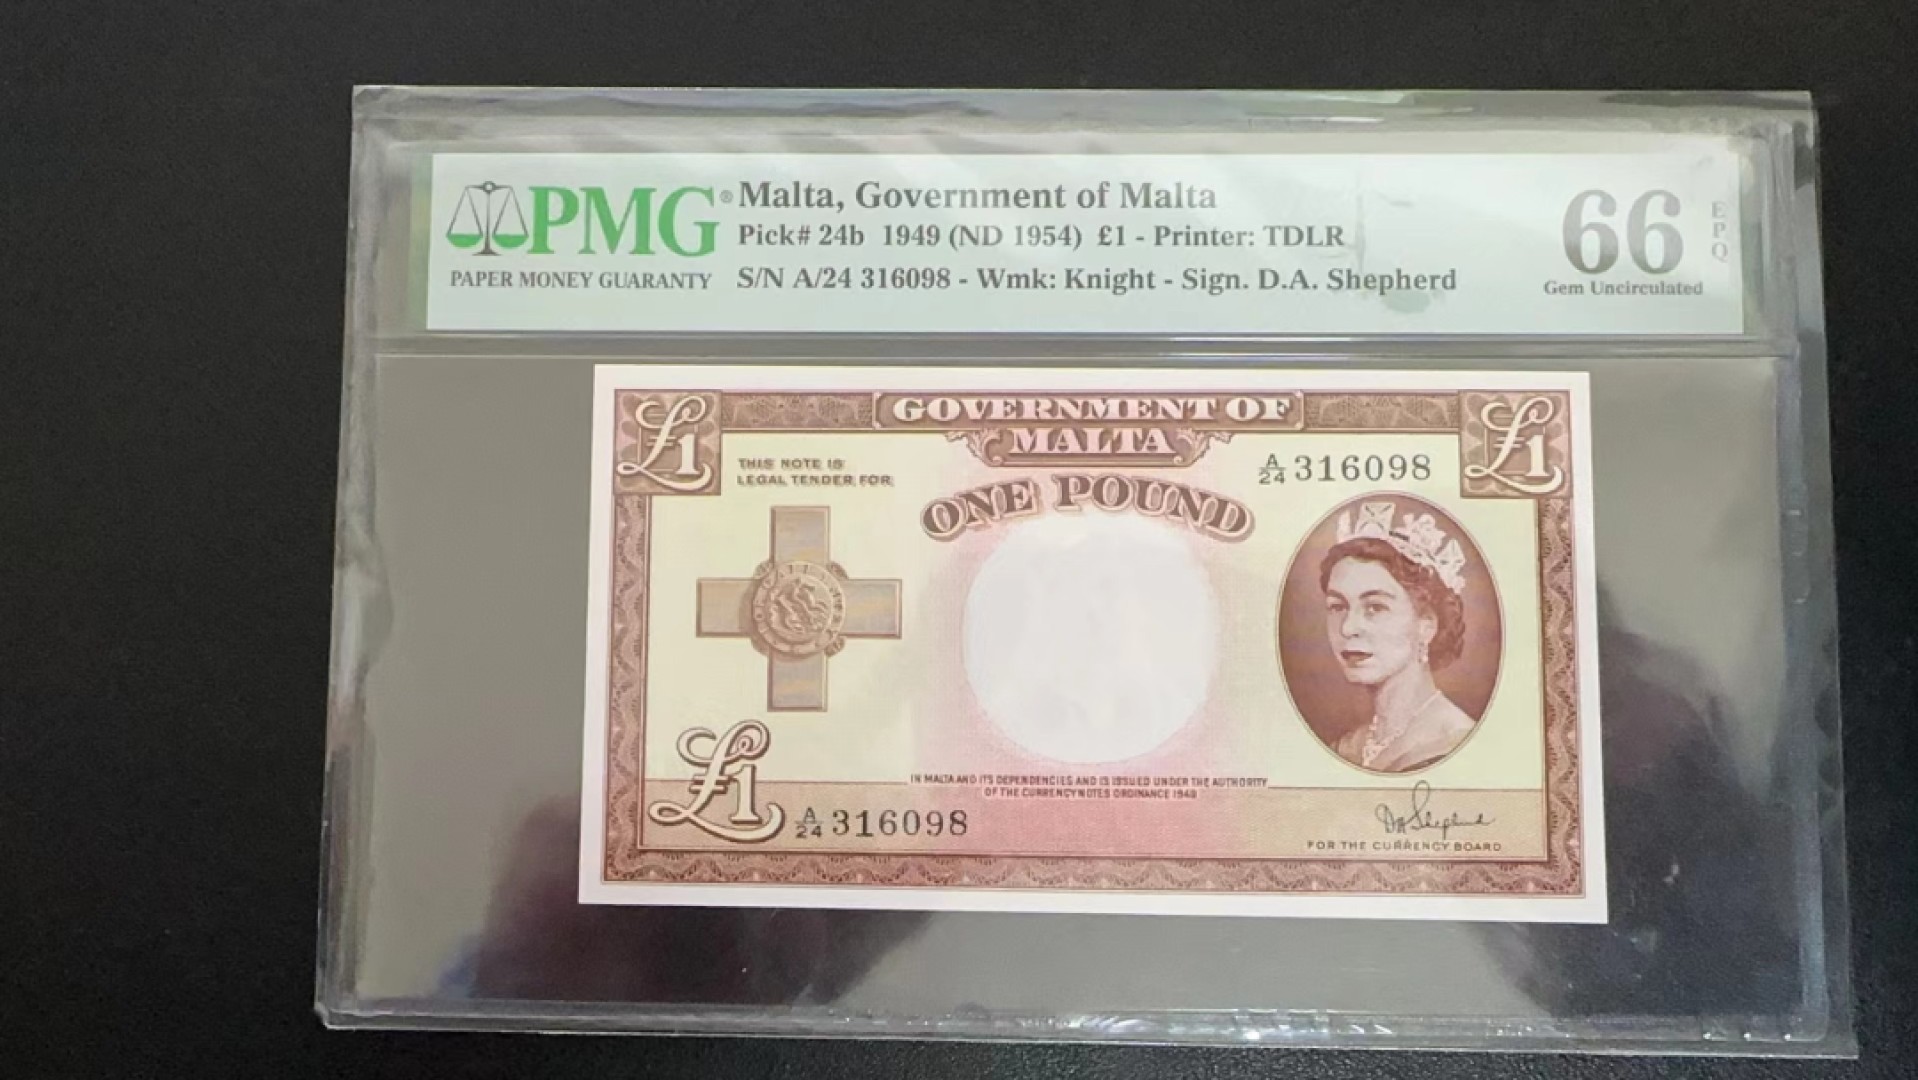 PMG®
PAPER MONEY GUARANTY
Malta, Government of Malta
Pick# 24b 1949 (ND 1954) £1 - Printer: TDLR
S/N A/24 316098 - Wmk: Knight - Sign. D.A. Shepherd
66
EPQ
Gem Uncirculated
£1
GOVERNMENT OF
MALTA
£1
THIS NOTE IS
LEGAL TENDER FOR
A/24 316098
ONE POUND
IN MALTA AND ITS DEPENDENCIES AND IS ISSUED UNDER THE AUTHORITY
OF THE CURRENCY NOTES ORDINANCE 1949
£1
A/24 316098
DA Shepherd
FOR THE CURRENCY BOARD